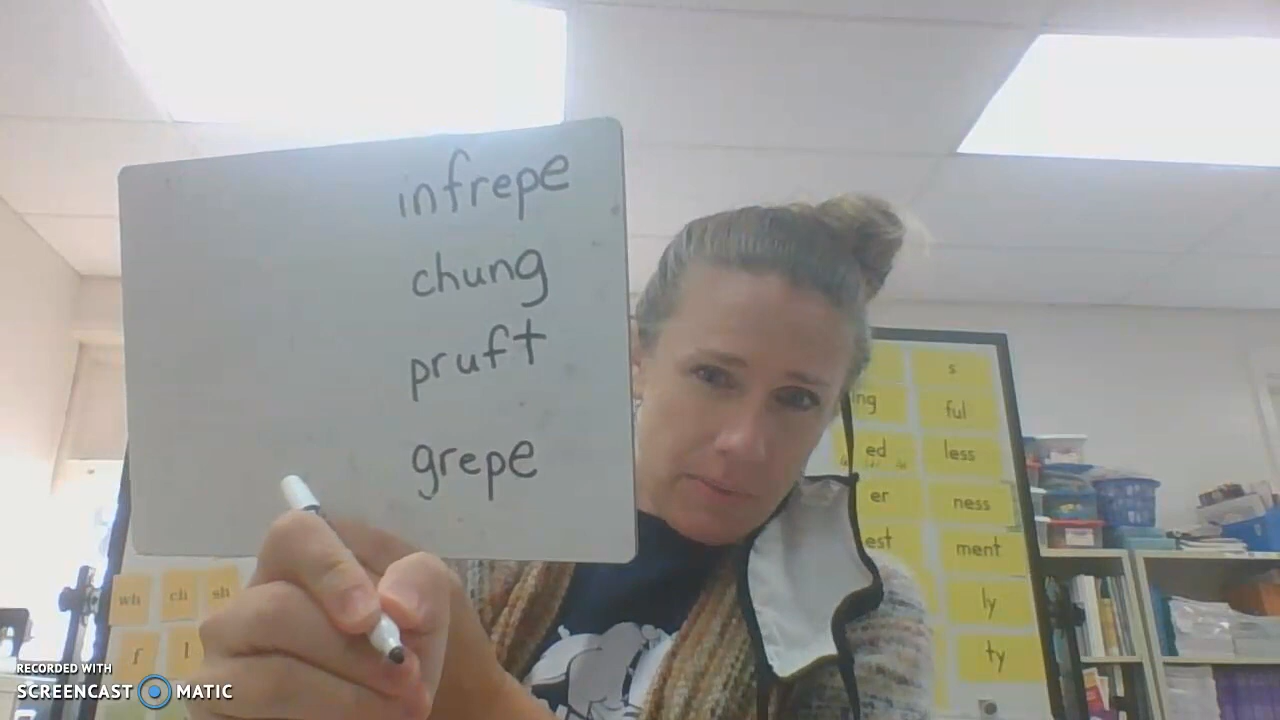 infrepe
chung
pruft
grepe
s
ing
ful
ed
less
er
ness
est
ment
ly
ty
wh
ch
sh
f
l
RECORDED WITH
SCREENCAST MATIC